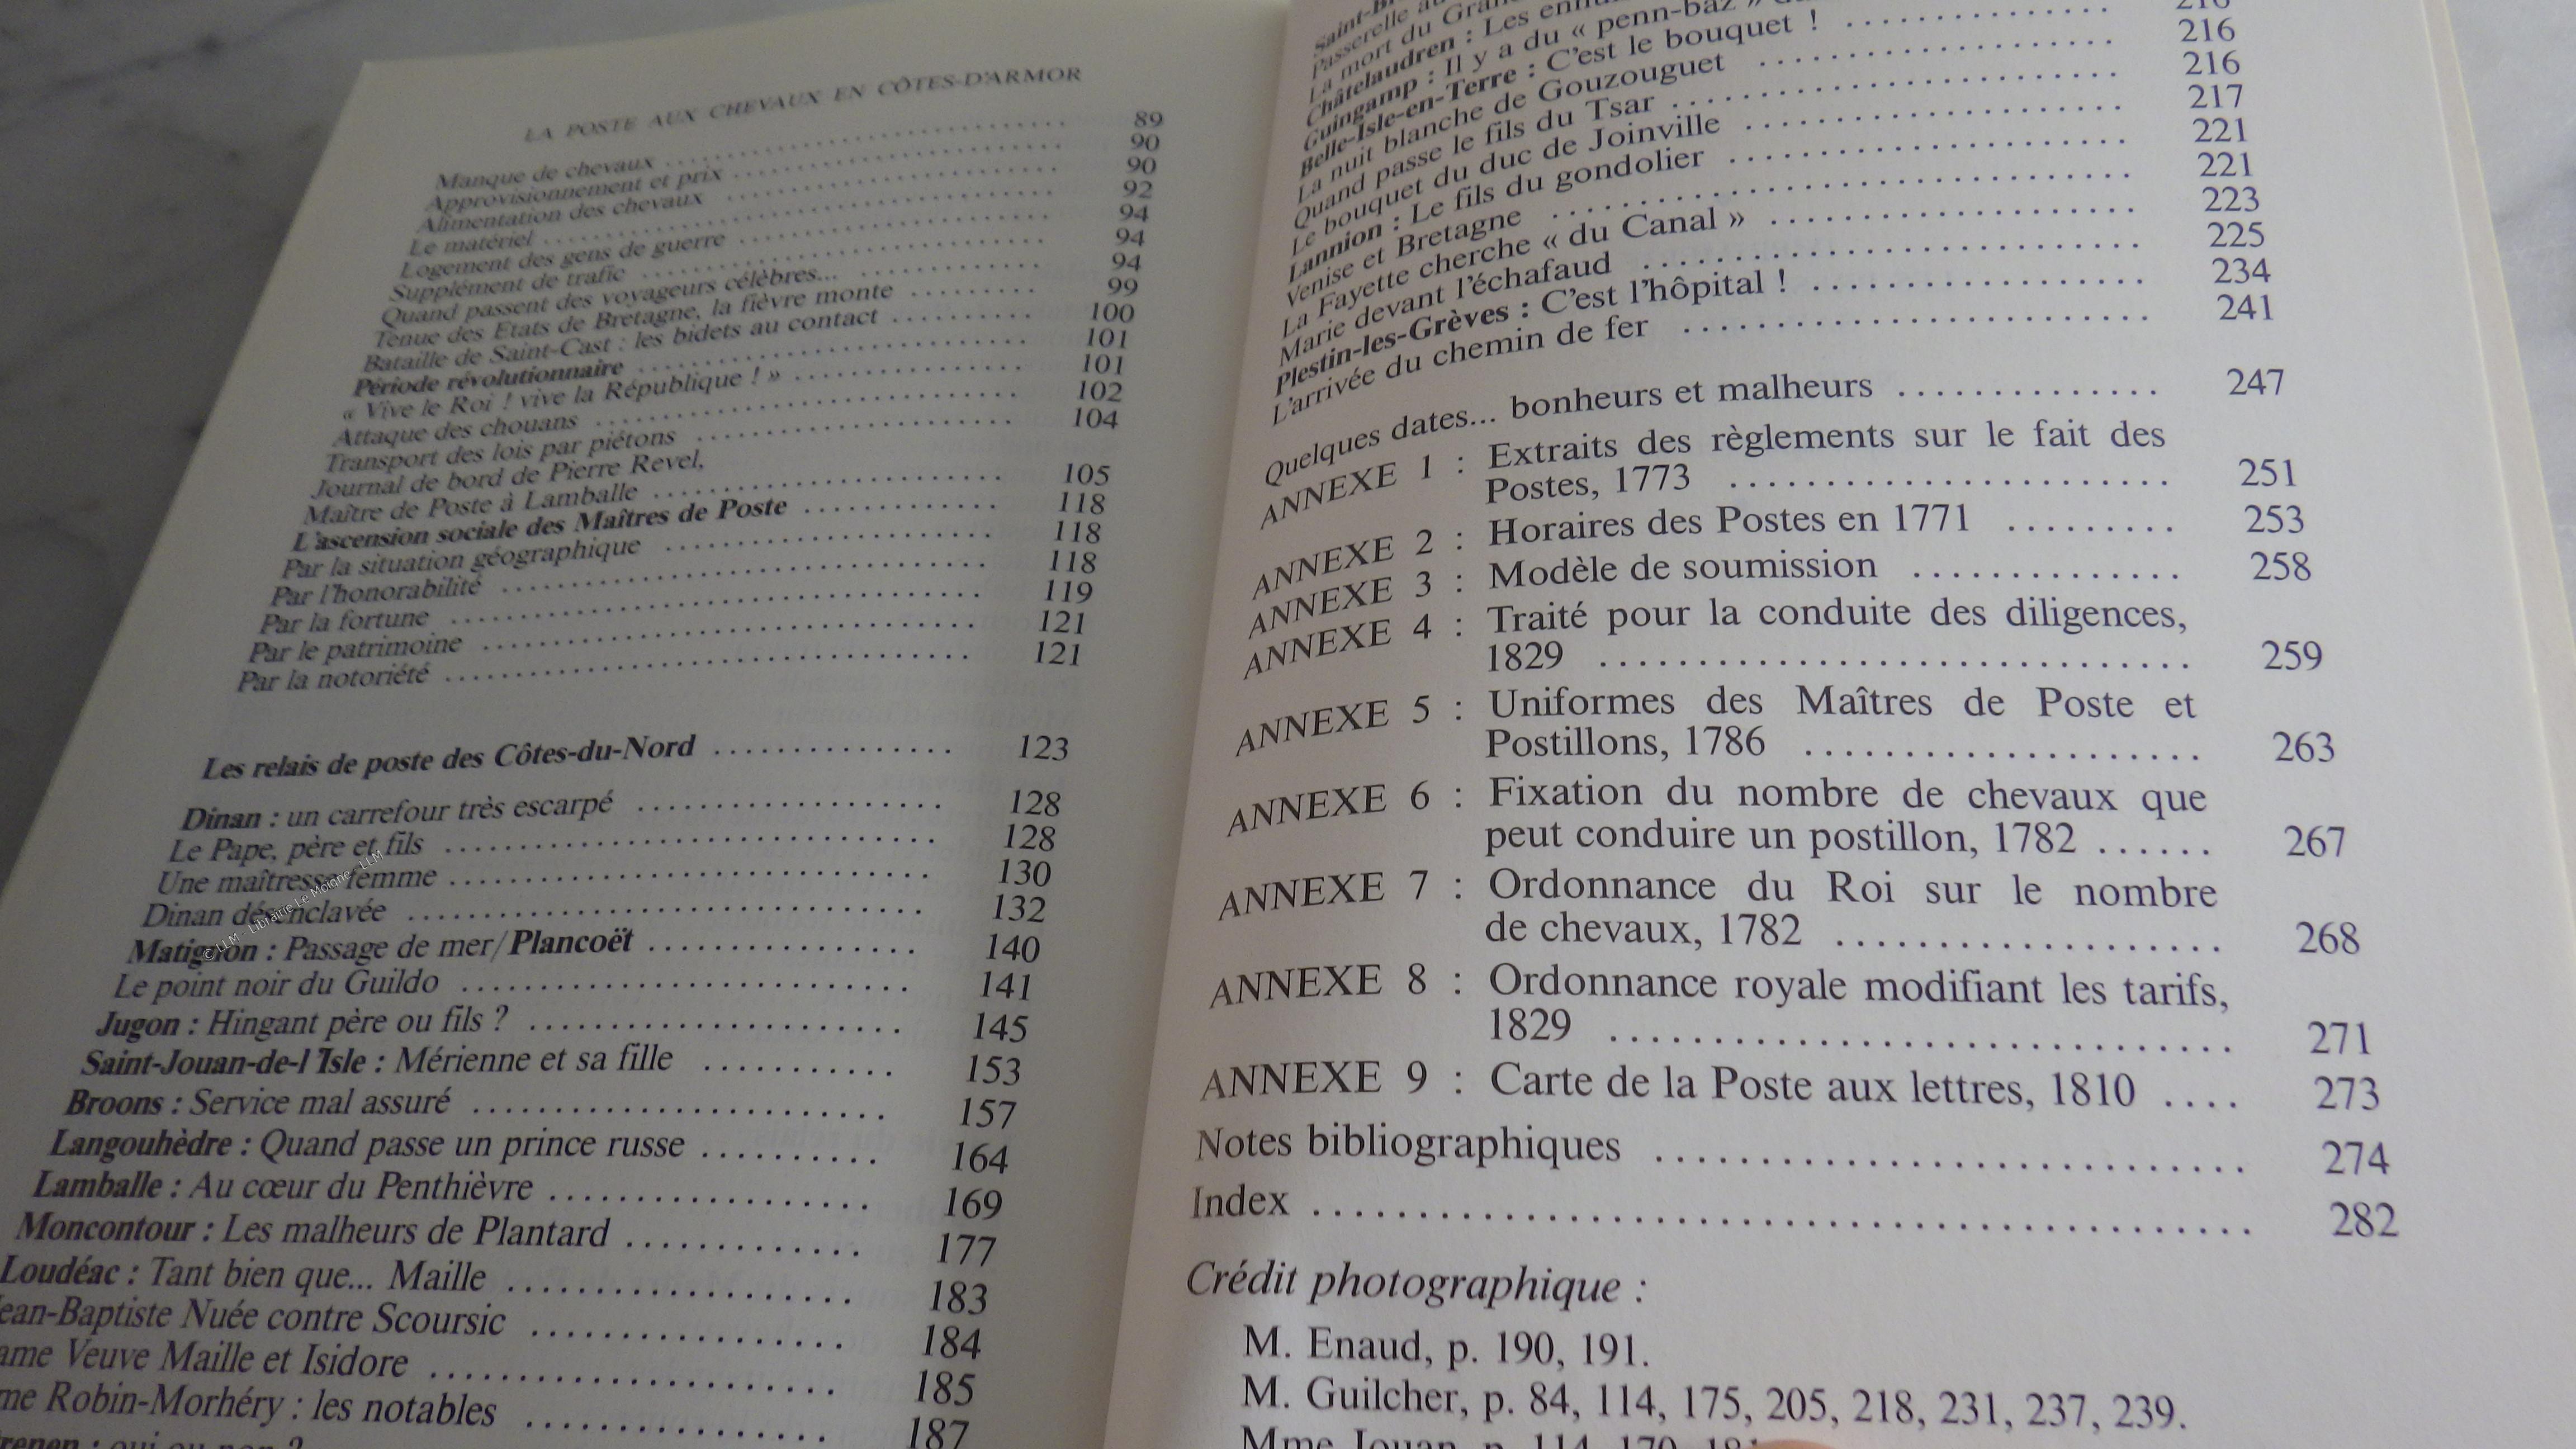 LA POSTE AUX CHEVAUX EN CÔTES-D'ARMOR
Manque de chevaux ........ 89
Approvisionnement et prix ........ 90
Alimentation des chevaux ........ 90
Le matériel ........ 92
Logement des gens de guerre ........ 94
Supplément de trafic ........ 94
Quand passent des voyageurs célèbres... ........ 94
Tenue des Etats de Bretagne, la fièvre monte ........ 99
Bataille de Saint-Cast : les bidets au contact ........ 100
Période révolutionnaire ........ 101
« Vive le Roi ! vive la République ! » ........ 101
Attaque des chouans ........ 102
Transport des lois par piétons ........ 104
Journal de bord de Pierre Revel,
Maître de Poste à Lamballe ........ 105
L'ascension sociale des Maîtres de Poste ........ 118
Par la situation géographique ........ 118
Par l'honorabilité ........ 118
Par la fortune ........ 119
Par le patrimoine ........ 121
Par la notoriété ........ 121
Les relais de poste des Côtes-du-Nord ........ 123
Dinan : un carrefour très escarpé ........ 128
Le Pape, père et fils ........ 128
Une maîtresse femme ........ 130
Dinan désenclavée ........ 132
Matignon : Passage de mer/Plancoët ........ 140
Le point noir du Guildo ........ 141
Jugon : Hingant père ou fils ? ........ 145
Saint-Jouan-de-l'Isle : Mérienne et sa fille ........ 153
Broons : Service mal assuré ........ 157
Langouhèdre : Quand passe un prince russe ........ 164
Lamballe : Au cœur du Penthièvre ........ 169
Moncontour : Les malheurs de Plantard ........ 177
Loudéac : Tant bien que... Maille ........ 183
ean-Baptiste Nuée contre Scoursic ........ 184
ame Veuve Maille et Isidore ........ 185
me Robin-Morhéry : les notables ........ 187
© LLM - Librairie Le Moigne - LLM
Passerelle
La mort du
Châtelaudren : Les
Guingamp : Il y a du « penn-baz »
Belle-Isle-en-Terre : C'est le bouquet ! ........
La nuit blanche de Gouzouguet ........ 216
Quand passe le fils du Tsar ........ 216
Le bouquet du duc de Joinville ........ 217
Lannion : Le fils du gondolier ........ 221
Venise et Bretagne ........ 221
La Fayette cherche « du Canal » ........ 223
Marie devant l'échafaud ........ 225
Plestin-les-Grèves : C'est l'hôpital ! ........ 234
L'arrivée du chemin de fer ........ 241
Quelques dates... bonheurs et malheurs ........ 247
ANNEXE 1 : Extraits des règlements sur le fait des
Postes, 1773 ........ 251
ANNEXE 2 : Horaires des Postes en 1771 ........ 253
ANNEXE 3 : Modèle de soumission ........ 258
ANNEXE 4 : Traité pour la conduite des diligences,
1829 ........ 259
ANNEXE 5 : Uniformes des Maîtres de Poste et
Postillons, 1786 ........ 263
ANNEXE 6 : Fixation du nombre de chevaux que
peut conduire un postillon, 1782 ...... 267
ANNEXE 7 : Ordonnance du Roi sur le nombre
de chevaux, 1782 ........ 268
ANNEXE 8 : Ordonnance royale modifiant les tarifs,
1829 ........ 271
ANNEXE 9 : Carte de la Poste aux lettres, 1810 .... 273
Notes bibliographiques ........ 274
Index ........ 282
Crédit photographique :
M. Enaud, p. 190, 191.
M. Guilcher, p. 84, 114, 175, 205, 218, 231, 237, 239.
Mme Jouan, p. 114, 170,